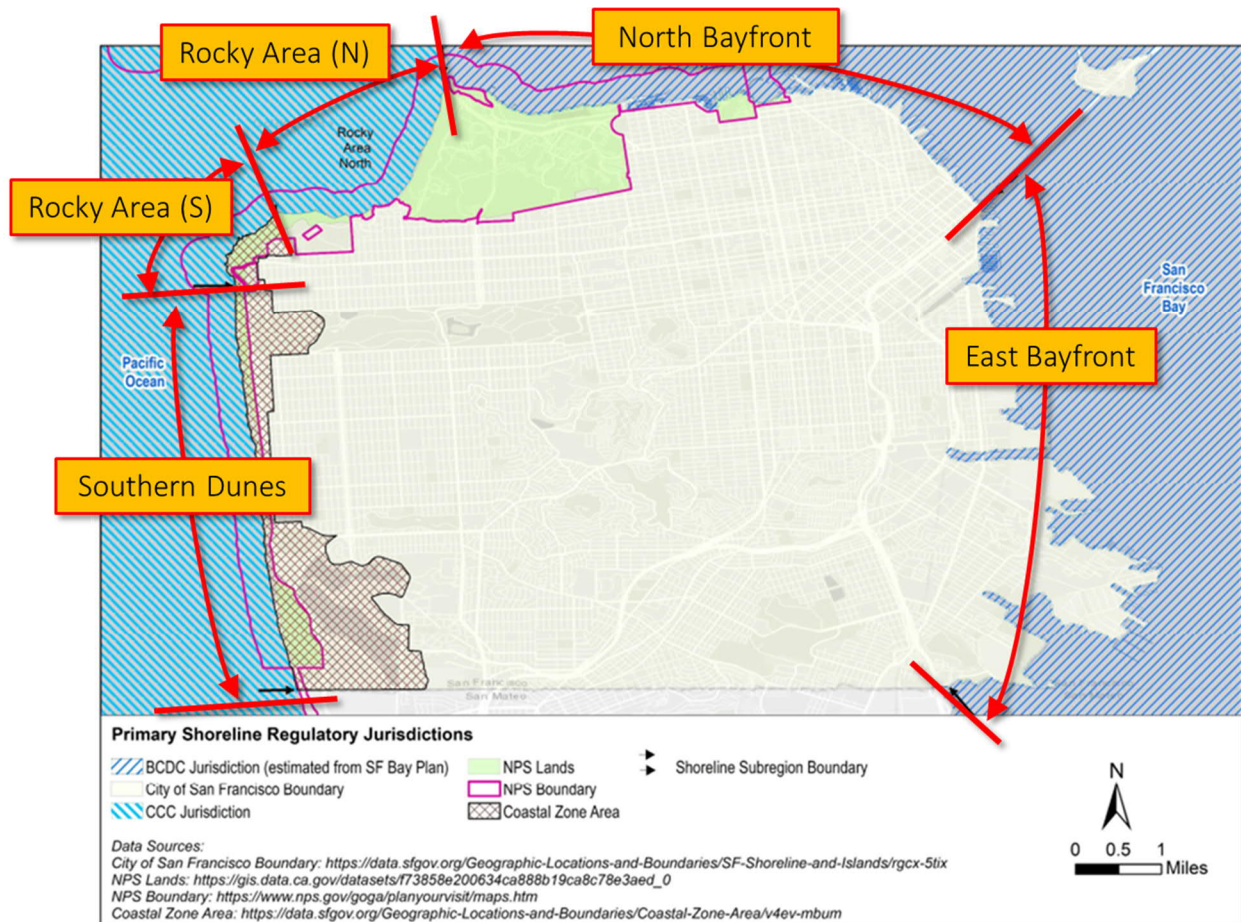 Rocky Area (N)
North Bayfront
Rocky
Area
North
Rocky Area (S)
San
Francisco
Bay
Pacific
Ocean
East Bayfront
Southern Dunes
San Francisco
San Mateo
Primary Shoreline Regulatory Jurisdictions
BCDC Jurisdiction (estimated from SF Bay Plan)
City of San Francisco Boundary
CCC Jurisdiction
NPS Lands
NPS Boundary
Coastal Zone Area
Shoreline Subregion Boundary
N
0 0.5 1
Miles
Data Sources:
City of San Francisco Boundary: https://data.sfgov.org/Geographic-Locations-and-Boundaries/SF-Shoreline-and-Islands/rgcx-5tix
NPS Lands: https://gis.data.ca.gov/datasets/f73858e200634ca888b19ca8c78e3aed_0
NPS Boundary: https://www.nps.gov/goga/planyourvisit/maps.htm
Coastal Zone Area: https://data.sfgov.org/Geographic-Locations-and-Boundaries/Coastal-Zone-Area/v4ev-mbum